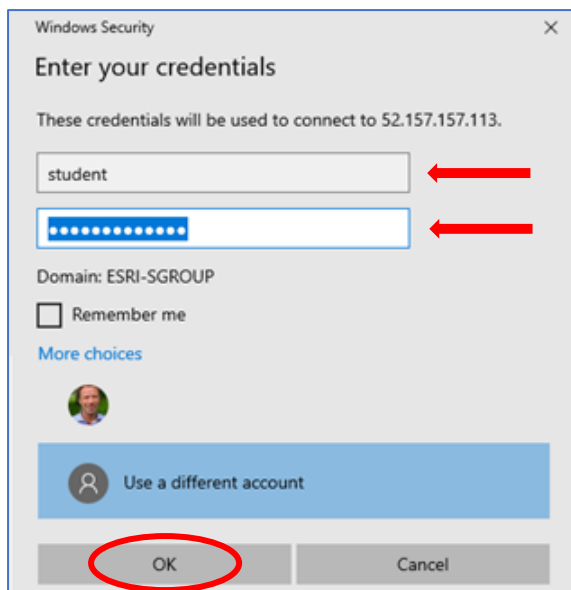 Windows Security
Enter your credentials
These credentials will be used to connect to 52.157.157.113.
student
•••••••••••••
Domain: ESRI-SGROUP
Remember me
More choices
Use a different account
OK
Cancel